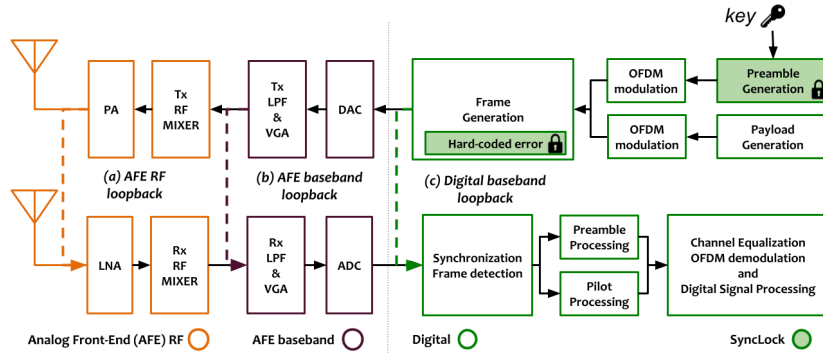 key
PA
Tx
RF
MIXER
Tx
LPF
&
VGA
DAC
Frame
Generation
Hard-coded error
OFDM
modulation
Preamble
Generation
OFDM
modulation
Payload
Generation
(a) AFE RF
loopback
(b) AFE baseband
loopback
(c) Digital baseband
loopback
LNA
Rx
RF
MIXER
Rx
LPF
&
VGA
ADC
Synchronization
Frame detection
Preamble
Processing
Pilot
Processing
Channel Equalization
OFDM demodulation
and
Digital Signal Processing
Analog Front-End (AFE) RF
AFE baseband
Digital
SyncLock